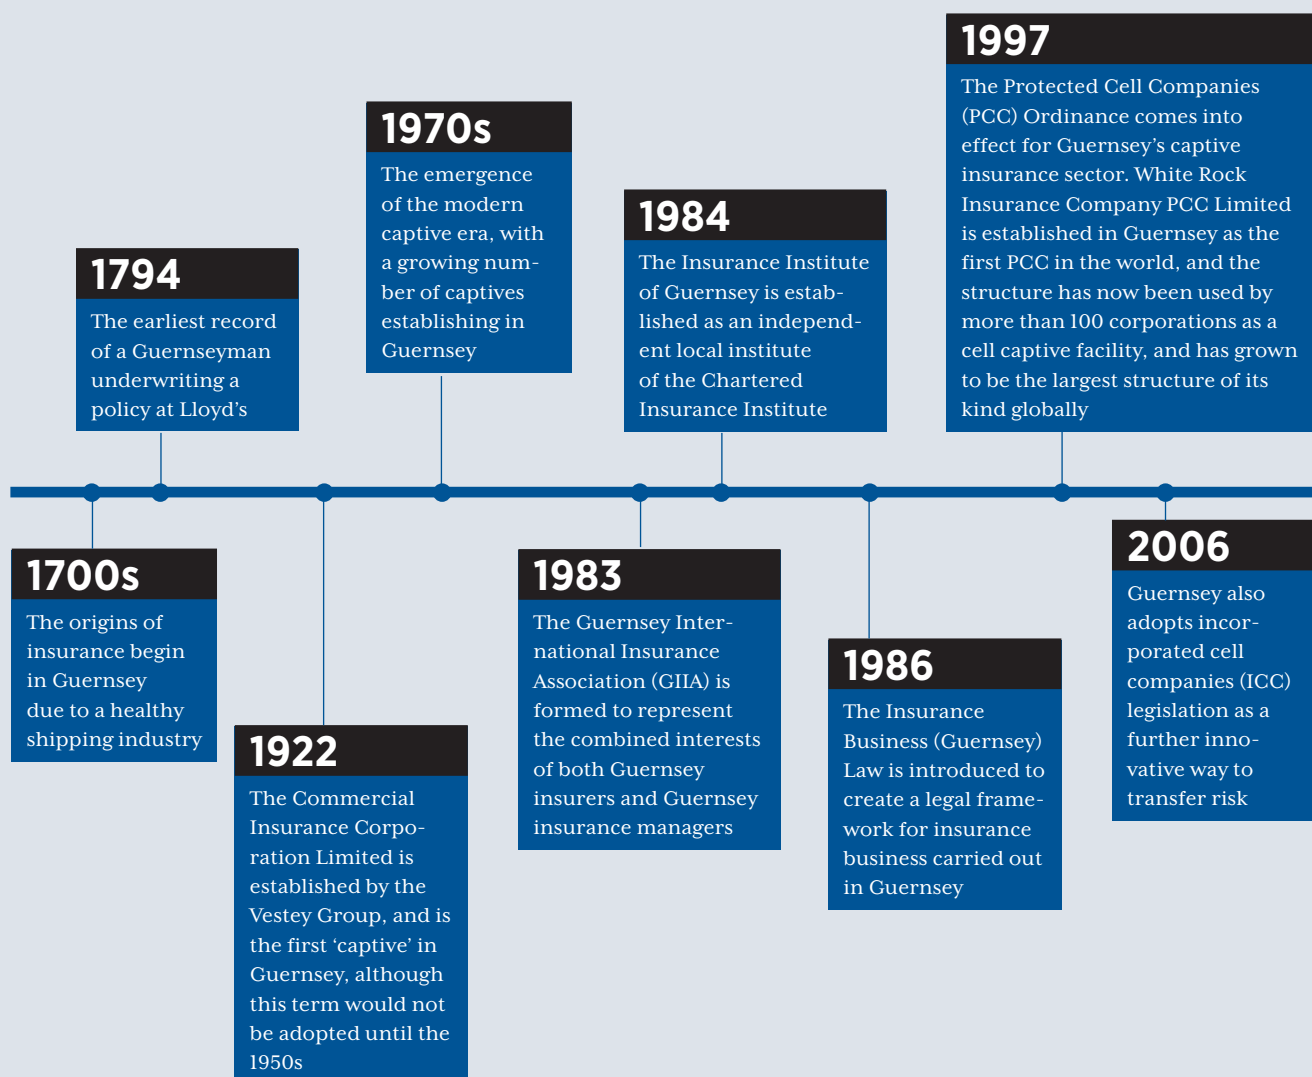 1700s
The origins of
insurance begin
in Guernsey
due to a healthy
shipping industry
1794
The earliest record
of a Guernseyman
underwriting a
policy at Lloyd’s
1922
The Commercial
Insurance Corpo-
ration Limited is
established by the
Vestey Group, and is
the first ‘captive’ in
Guernsey, although
this term would not
be adopted until the
1950s
1970s
The emergence
of the modern
captive era, with
a growing num-
ber of captives
establishing in
Guernsey
1983
The Guernsey Inter-
national Insurance
Association (GIIA) is
formed to represent
the combined interests
of both Guernsey
insurers and Guernsey
insurance managers
1984
The Insurance Institute
of Guernsey is estab-
lished as an independ-
ent local institute
of the Chartered
Insurance Institute
1986
The Insurance
Business (Guernsey)
Law is introduced to
create a legal frame-
work for insurance
business carried out
in Guernsey
1997
The Protected Cell Companies
(PCC) Ordinance comes into
effect for Guernsey’s captive
insurance sector. White Rock
Insurance Company PCC Limited
is established in Guernsey as the
first PCC in the world, and the
structure has now been used by
more than 100 corporations as a
cell captive facility, and has grown
to be the largest structure of its
kind globally
2006
Guernsey also
adopts incor-
porated cell
companies (ICC)
legislation as a
further inno-
vative way to
transfer risk